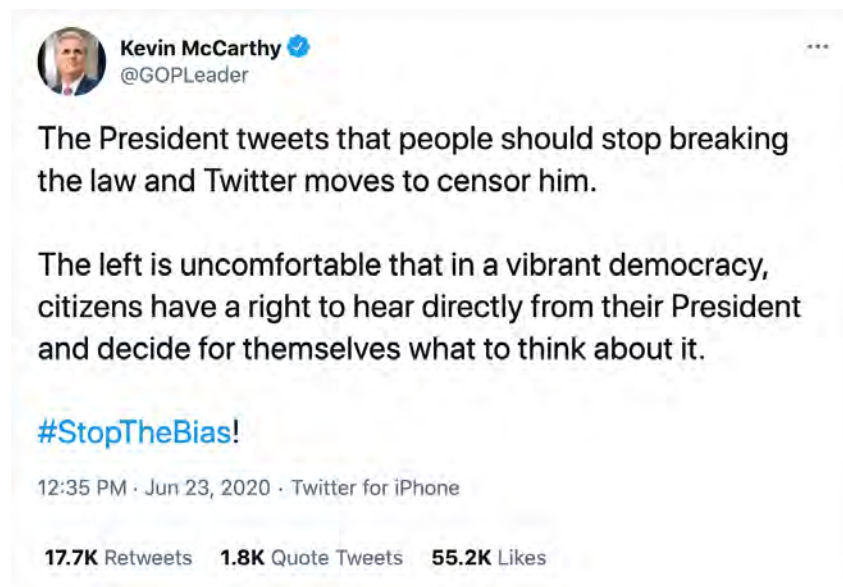 Kevin McCarthy
@GOPLeader
The President tweets that people should stop breaking
the law and Twitter moves to censor him.
The left is uncomfortable that in a vibrant democracy,
citizens have a right to hear directly from their President
and decide for themselves what to think about it.
#StopTheBias!
12:35 PM · Jun 23, 2020 · Twitter for iPhone
17.7K Retweets 1.8K Quote Tweets 55.2K Likes